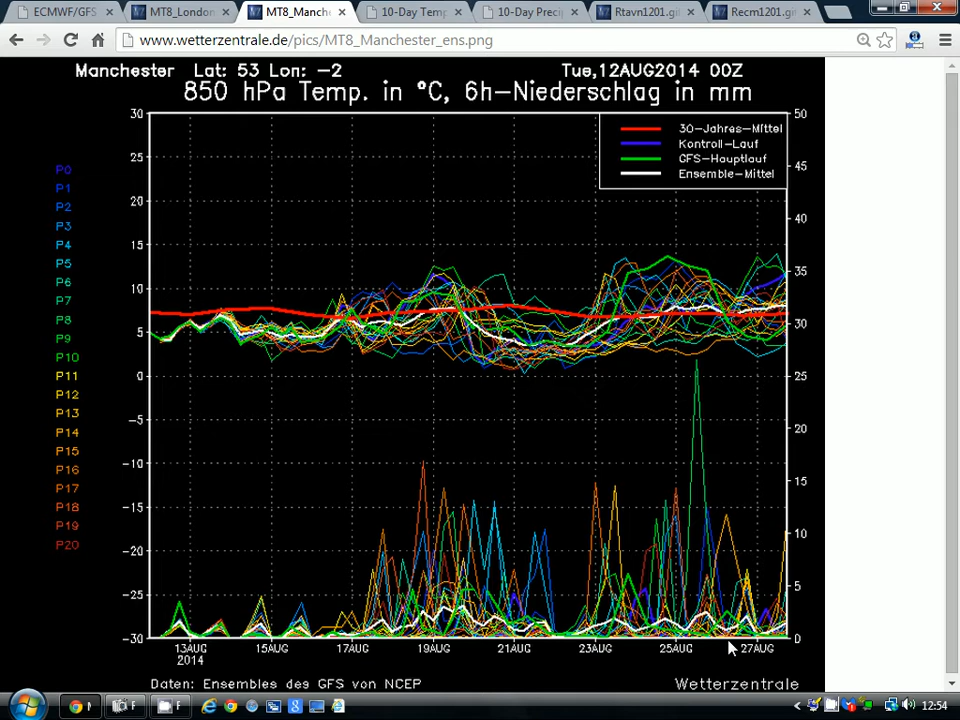 ECMWF/GFS
MT8_London
MT8_Manch
10-Day Temp
10-Day Preci
Rtavn1201.gi
Recm1201.gi
www.wetterzentrale.de/pics/MT8_Manchester_ens.png
Manchester Lat: 53 Lon: -2
Tue,12AUG2014 00Z
850 hPa Temp. in °C, 6h-Niederschlag in mm
30-Jahres-Mittel
Kontroll-Lauf
GFS-Hauptlauf
Ensemble-Mittel
30
25
20
15
10
5
0
-5
-10
-15
-20
-25
-30
50
45
40
35
30
25
20
15
10
5
0
P0
P1
P2
P3
P4
P5
P6
P7
P8
P9
P10
P11
P12
P13
P14
P15
P16
P17
P18
P19
P20
13AUG
2014
15AUG
17AUG
19AUG
21AUG
23AUG
25AUG
27AUG
Daten: Ensembles des GFS von NCEP
Wetterzentrale
12:54